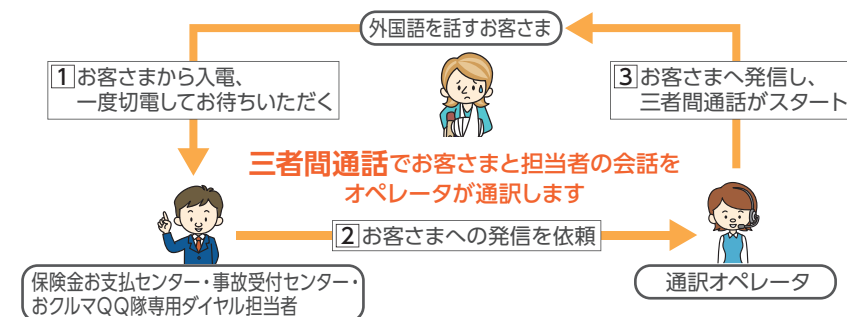 外国語を話すお客さま
1 お客さまから入電、
一度切電してお待ちいただく
3 お客さまへ発信し、
三者間通話がスタート
三者間通話でお客さまと担当者の会話を
オペレータが通訳します
2 お客さまへの発信を依頼
保険金お支払センター・事故受付センター・
おクルマQQ隊専用ダイヤル担当者
通訳オペレータ